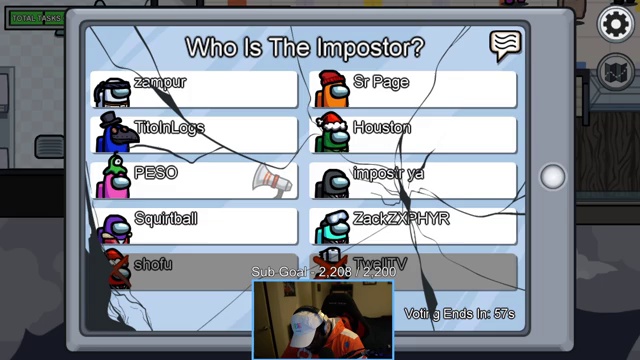 TOTAL TASKS
Who Is The Impostor?
zampur
Sr Page
TitoInLogs
Houston
PESO
impostr ya
Squirtball
ZackZXPHYR
shofu
TwellTV
Sub-Goal - 2,208 / 2,200
Voting Ends In: 57s